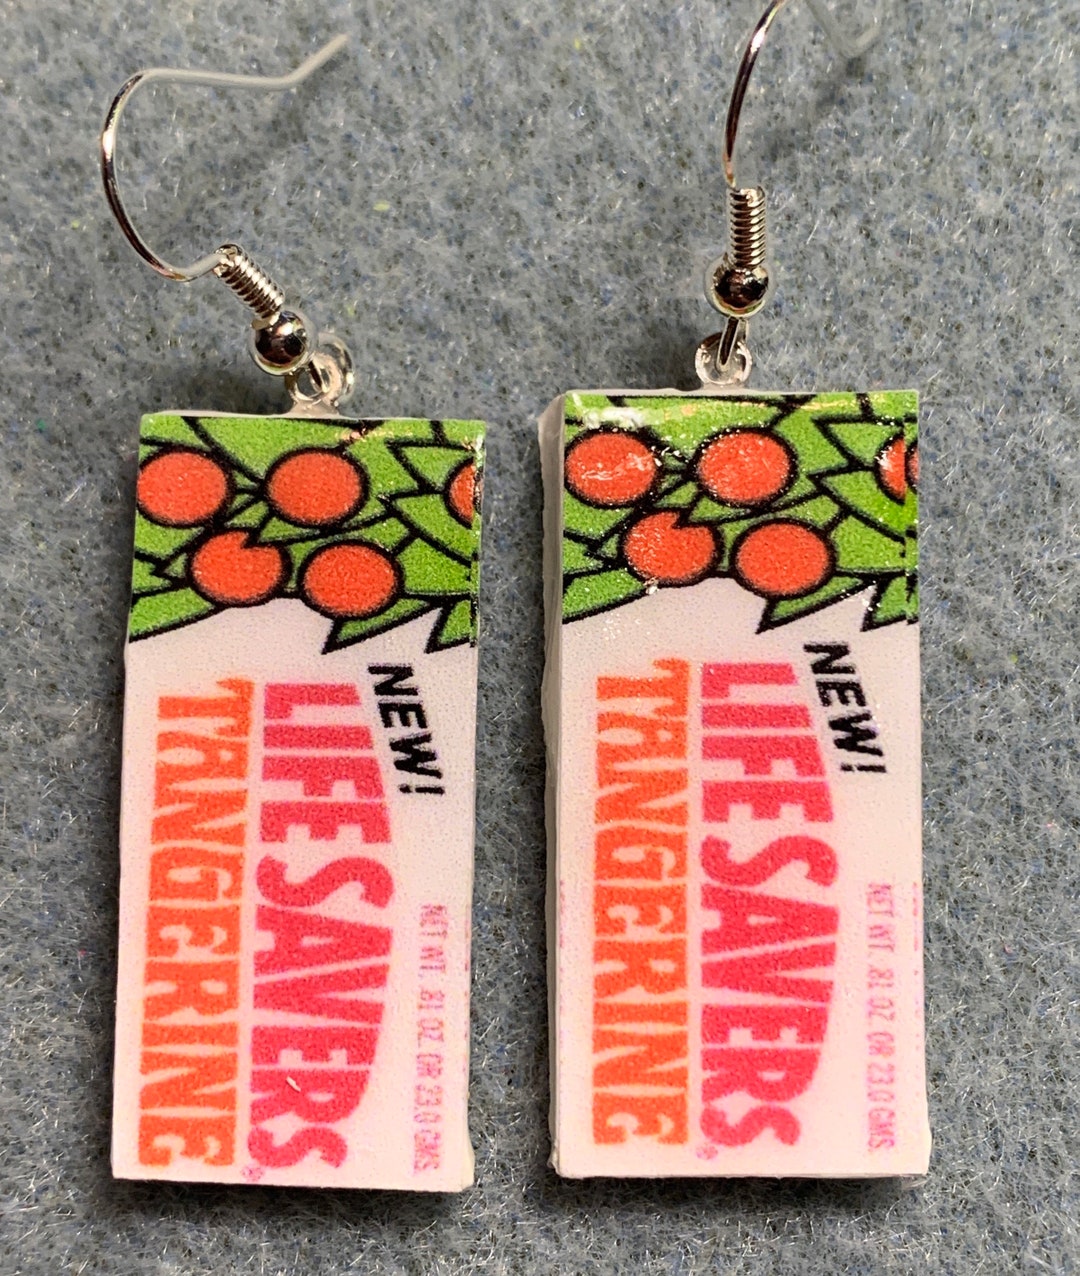 NEW!
LIFE SAVERS®
TANGERINE
NET WT. .81 OZ. OR 23.0 GMS.
NEW!
LIFE SAVERS®
TANGERINE
NET WT. .81 OZ. OR 23.0 GMS.